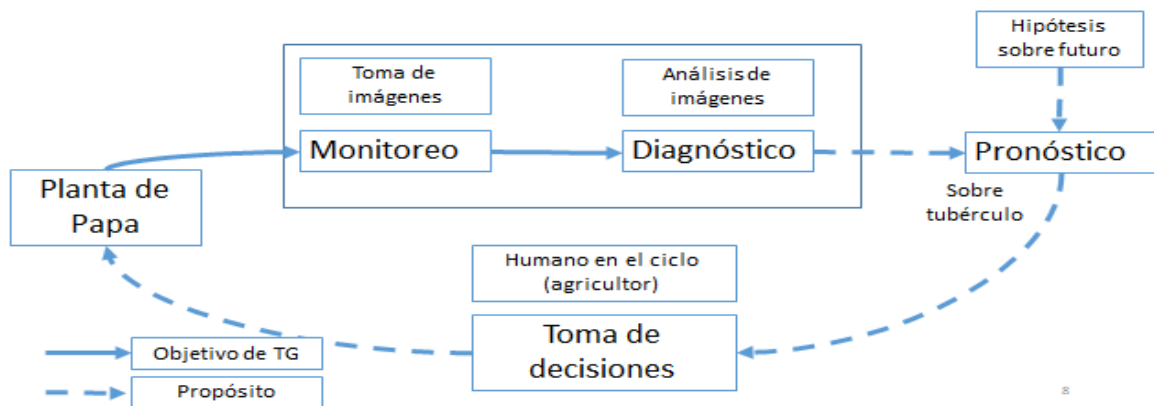 Hipótesis
sobre futuro
Toma de
imágenes
Análisis de
imágenes
Monitoreo
Diagnóstico
Pronóstico
Planta de
Papa
Sobre
tubérculo
Humano en el ciclo
(agricultor)
Toma de
decisiones
Objetivo de TG
Propósito
8